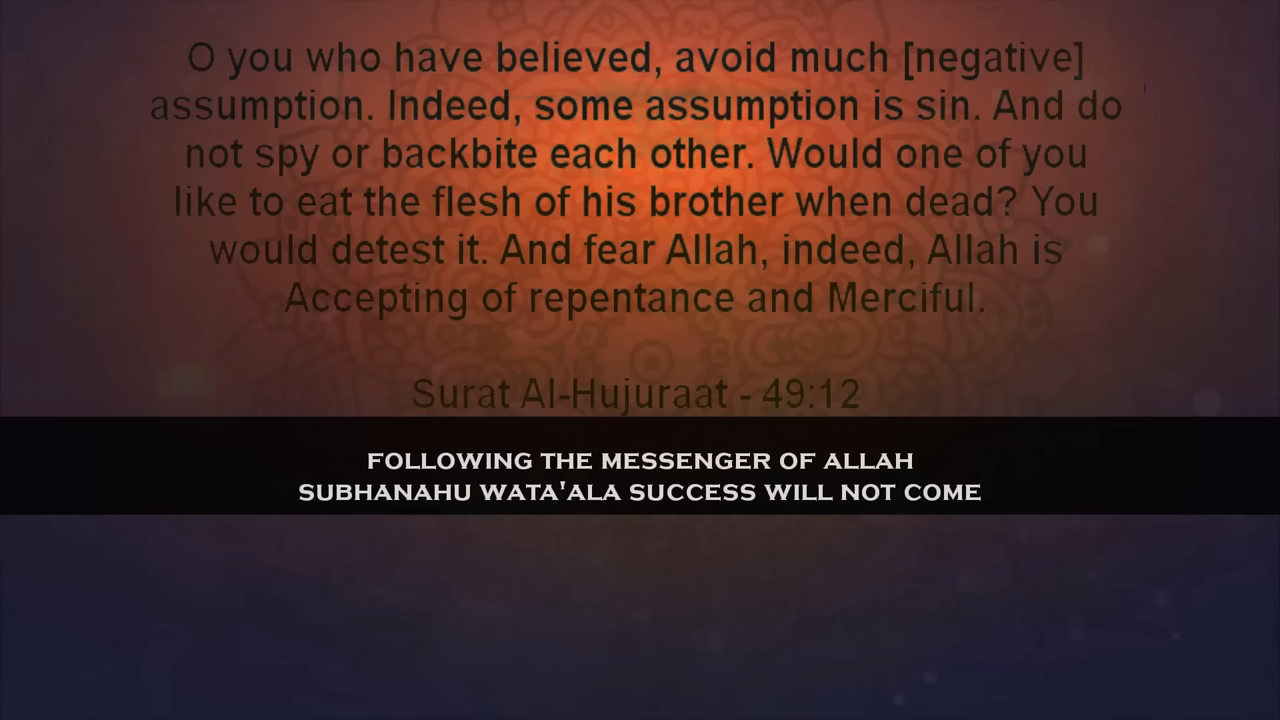 O you who have believed, avoid much [negative]
assumption. Indeed, some assumption is sin. And do
not spy or backbite each other. Would one of you
like to eat the flesh of his brother when dead? You
would detest it. And fear Allah, indeed, Allah is
Accepting of repentance and Merciful.
Surat Al-Hujuraat - 49:12
FOLLOWING THE MESSENGER OF ALLAH
SUBHANAHU WATA'ALA SUCCESS WILL NOT COME